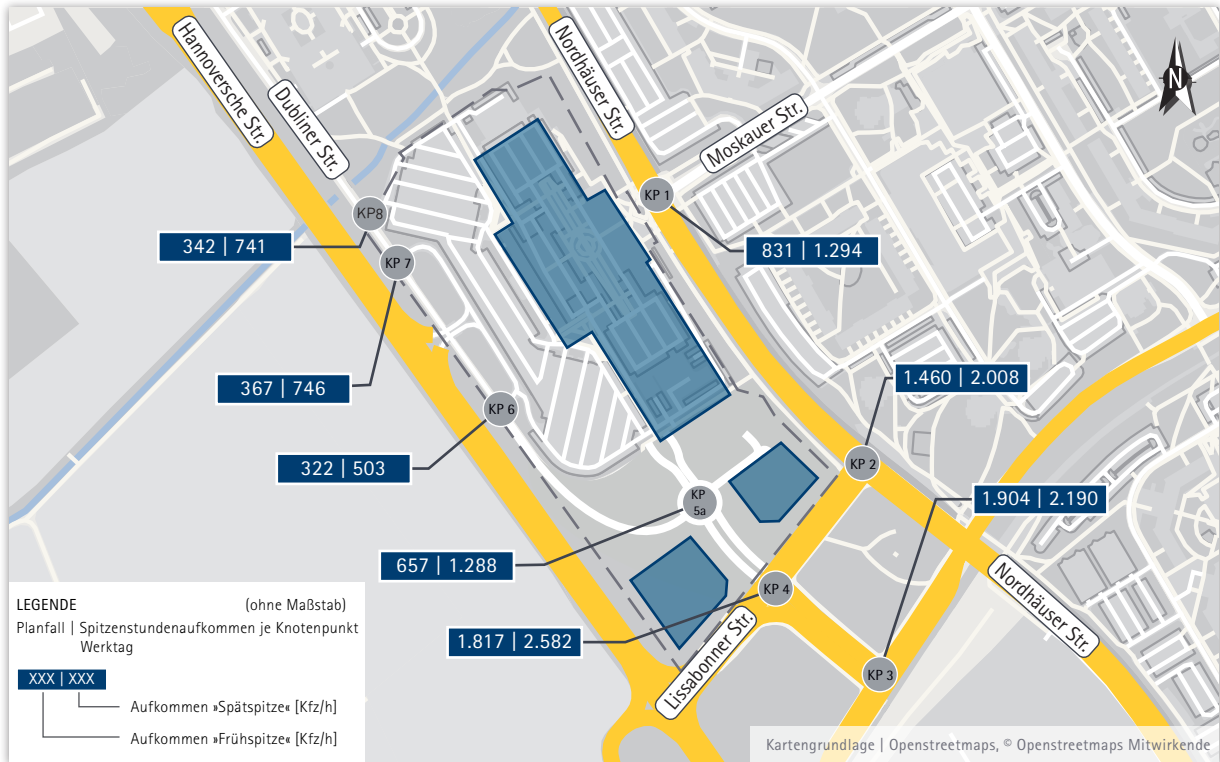 Hannoversche Str.
Dubliner Str.
Nordhäuser Str.
Moskauer Str.
N
KP 1
KP8
342 | 741
831 | 1.294
KP 7
367 | 746
1.460 | 2.008
KP 6
KP 2
322 | 503
KP
5a
1.904 | 2.190
657 | 1.288
KP 4
Nordhäuser Str.
1.817 | 2.582
Lissabonner Str.
KP 3
LEGENDE
(ohne Maßstab)
Planfall | Spitzenstundenaufkommen je Knotenpunkt
Werktag
XXX | XXX
Aufkommen »Spätspitze« [Kfz/h]
Aufkommen »Frühspitze« [Kfz/h]
Kartengrundlage | Openstreetmaps, © Openstreetmaps Mitwirkende